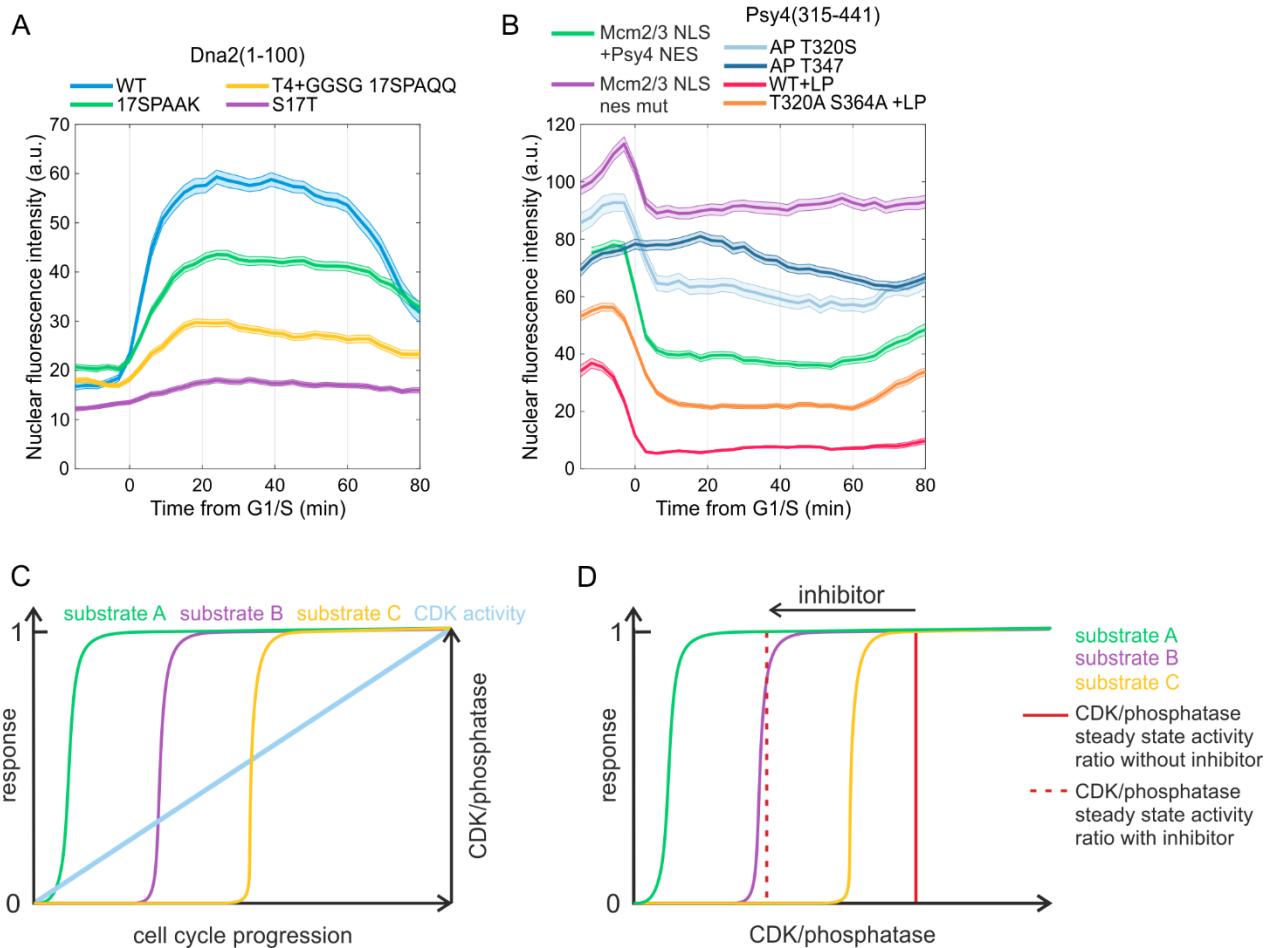 A
Dna2(1-100)
WT
T4+GGSG 17SPAQQ
17SPAAK
S17T
Nuclear fluorescence intensity (a.u.)
70
60
50
40
30
20
10
0
0
20
40
60
80
Time from G1/S (min)
B
Psy4(315-441)
Mcm2/3 NLS
+Psy4 NES
Mcm2/3 NLS
nes mut
AP T320S
AP T347
WT+LP
T320A S364A +LP
Nuclear fluorescence intensity (a.u.)
120
100
80
60
40
20
0
0
20
40
60
80
Time from G1/S (min)
C
substrate A substrate B substrate C CDK activity
1
response
0
CDK/phosphatase
cell cycle progression
D
inhibitor
1
response
0
CDK/phosphatase
substrate A
substrate B
substrate C
CDK/phosphatase
steady state activity
ratio without inhibitor
CDK/phosphatase
steady state activity
ratio with inhibitor